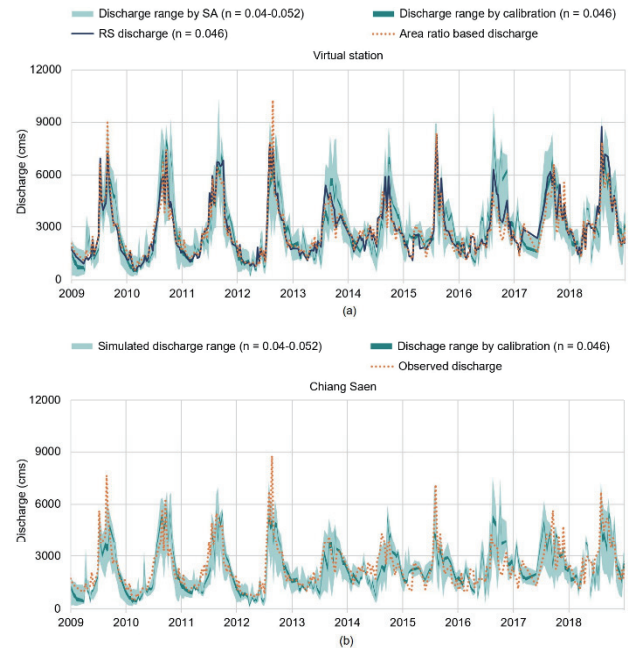 Discharge range by SA (n = 0.04-0.052)
Discharge range by calibration (n = 0.046)
RS discharge (n = 0.046)
Area ratio based discharge
Virtual station
12000
9000
6000
3000
0
Discharge (cms)
2009 2010 2011 2012 2013 2014 2015 2016 2017 2018
(a)
Simulated discharge range (n = 0.04-0.052)
Dischage range by calibration (n = 0.046)
Observed discharge
Chiang Saen
12000
9000
6000
3000
0
Discharge (cms)
2009 2010 2011 2012 2013 2014 2015 2016 2017 2018
(b)